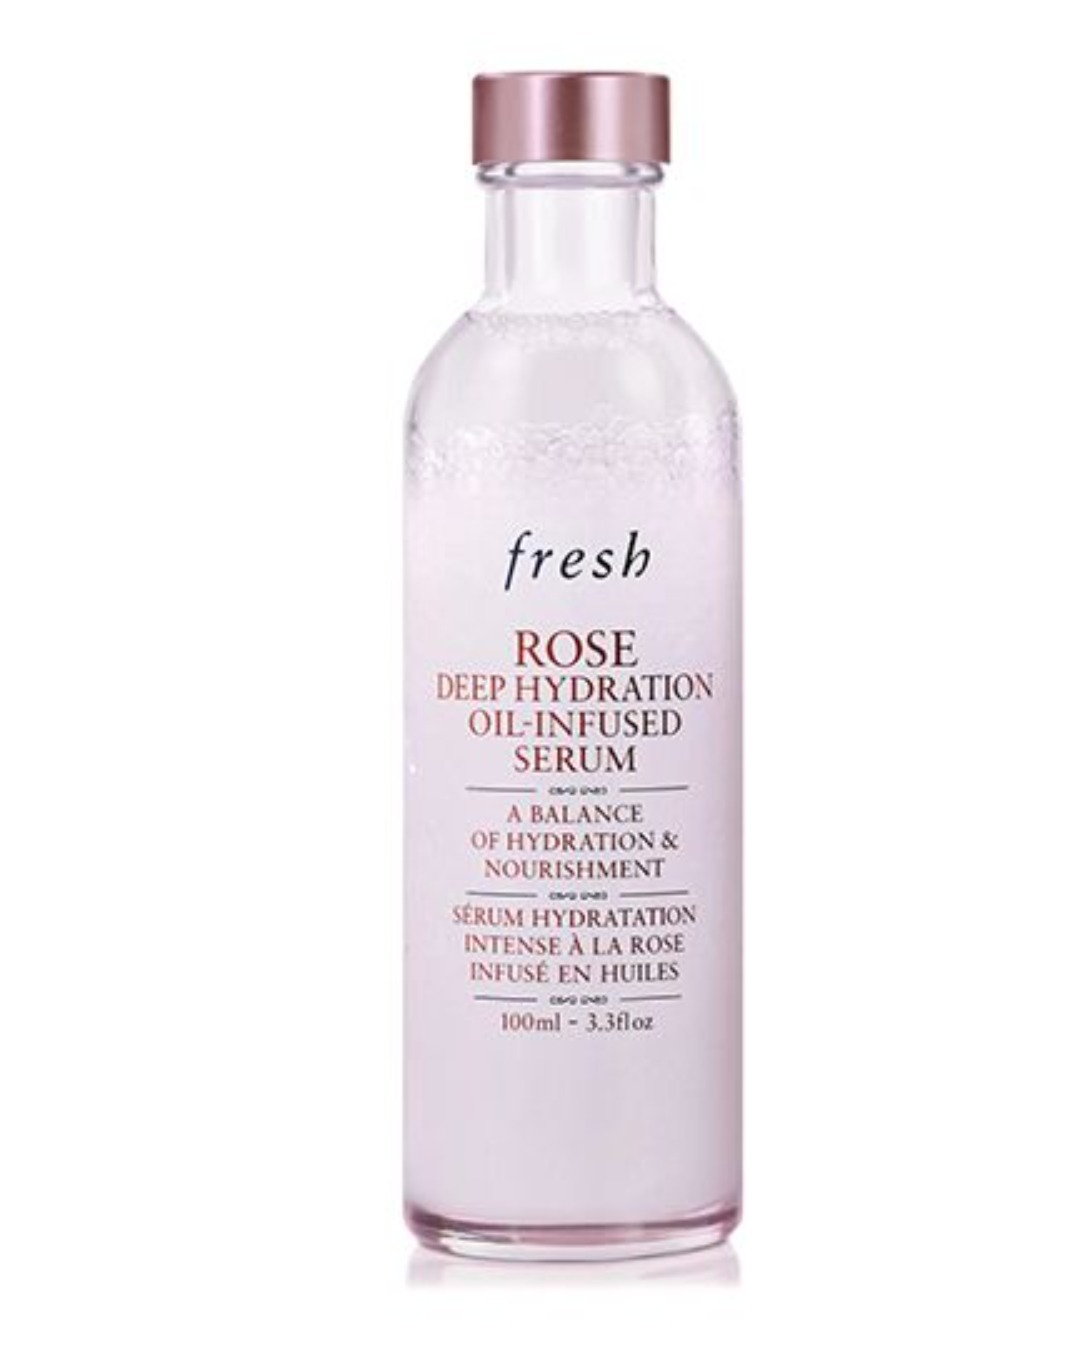 fresh
ROSE
DEEP HYDRATION
OIL-INFUSED
SERUM
A BALANCE
OF HYDRATION &
NOURISHMENT
SÉRUM HYDRATATION
INTENSE À LA ROSE
INFUSÉ EN HUILES
100ml - 3.3fl oz